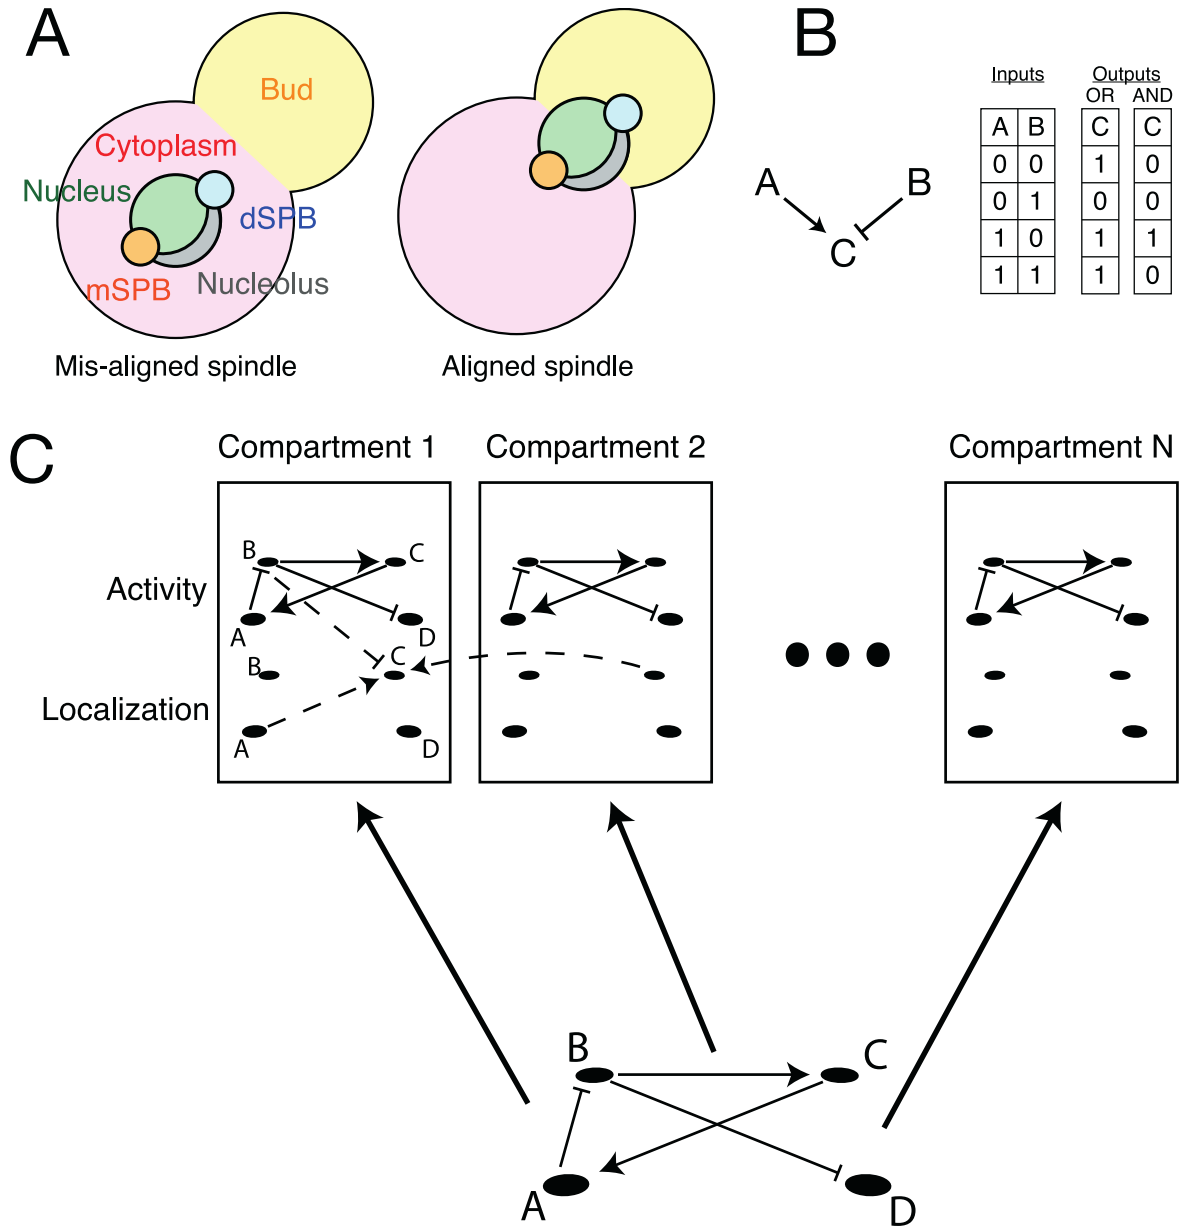 A
Bud
Cytoplasm
Nucleus
dSPB
mSPB
Nucleolus
Mis-aligned spindle
Aligned spindle
B
A
B
C
Inputs
Outputs
OR AND
A B C C
0 0 1 0
0 1 0 0
1 0 1 1
1 1 1 0
C
Compartment 1
Compartment 2
Compartment N
Activity
Localization
B
C
A
D
B
C
A
D
B
C
A
D